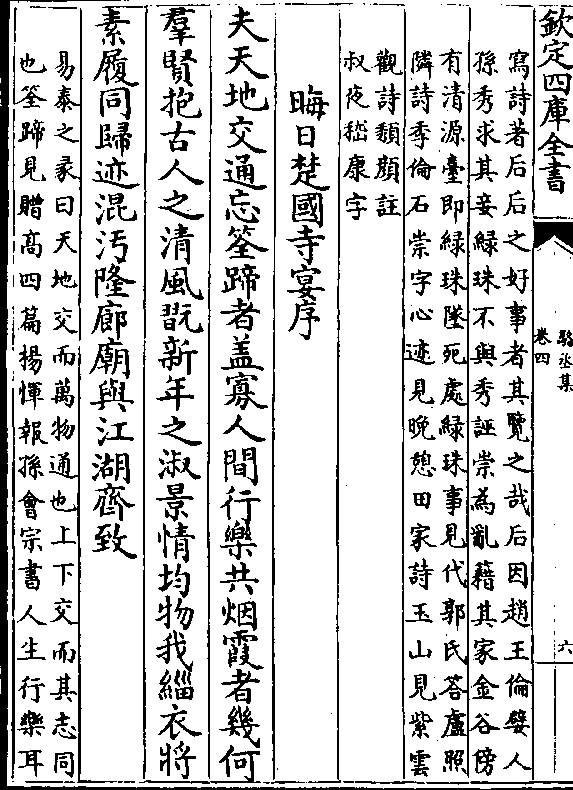 欽定四庫全書
駱丞集
卷四
六
寫詩著后后之好事者其覽之哉后因趙王倫嬖人
孫秀求其妾緑珠不與秀誣崇為亂籍其家金谷傍
有清源臺即緑珠墜死處緑珠事見代郭氏答盧照
隣詩季倫石崇字心迹見晚憩田家詩玉山見紫雲
觀詩頺顔註
叔夜嵇康字
晦日楚國寺宴序
夫天地交通忘筌蹄者盖寡人間行樂共烟霞者幾何
羣賢抱古人之清風翫新年之淑景情均物我緇衣將
素履同歸迹混汚隆廊廟與江湖齊致
易泰之彖曰天地交而萬物通也上下交而其志同
也筌蹄見贈髙四篇揚惲報孫會宗書人生行樂耳